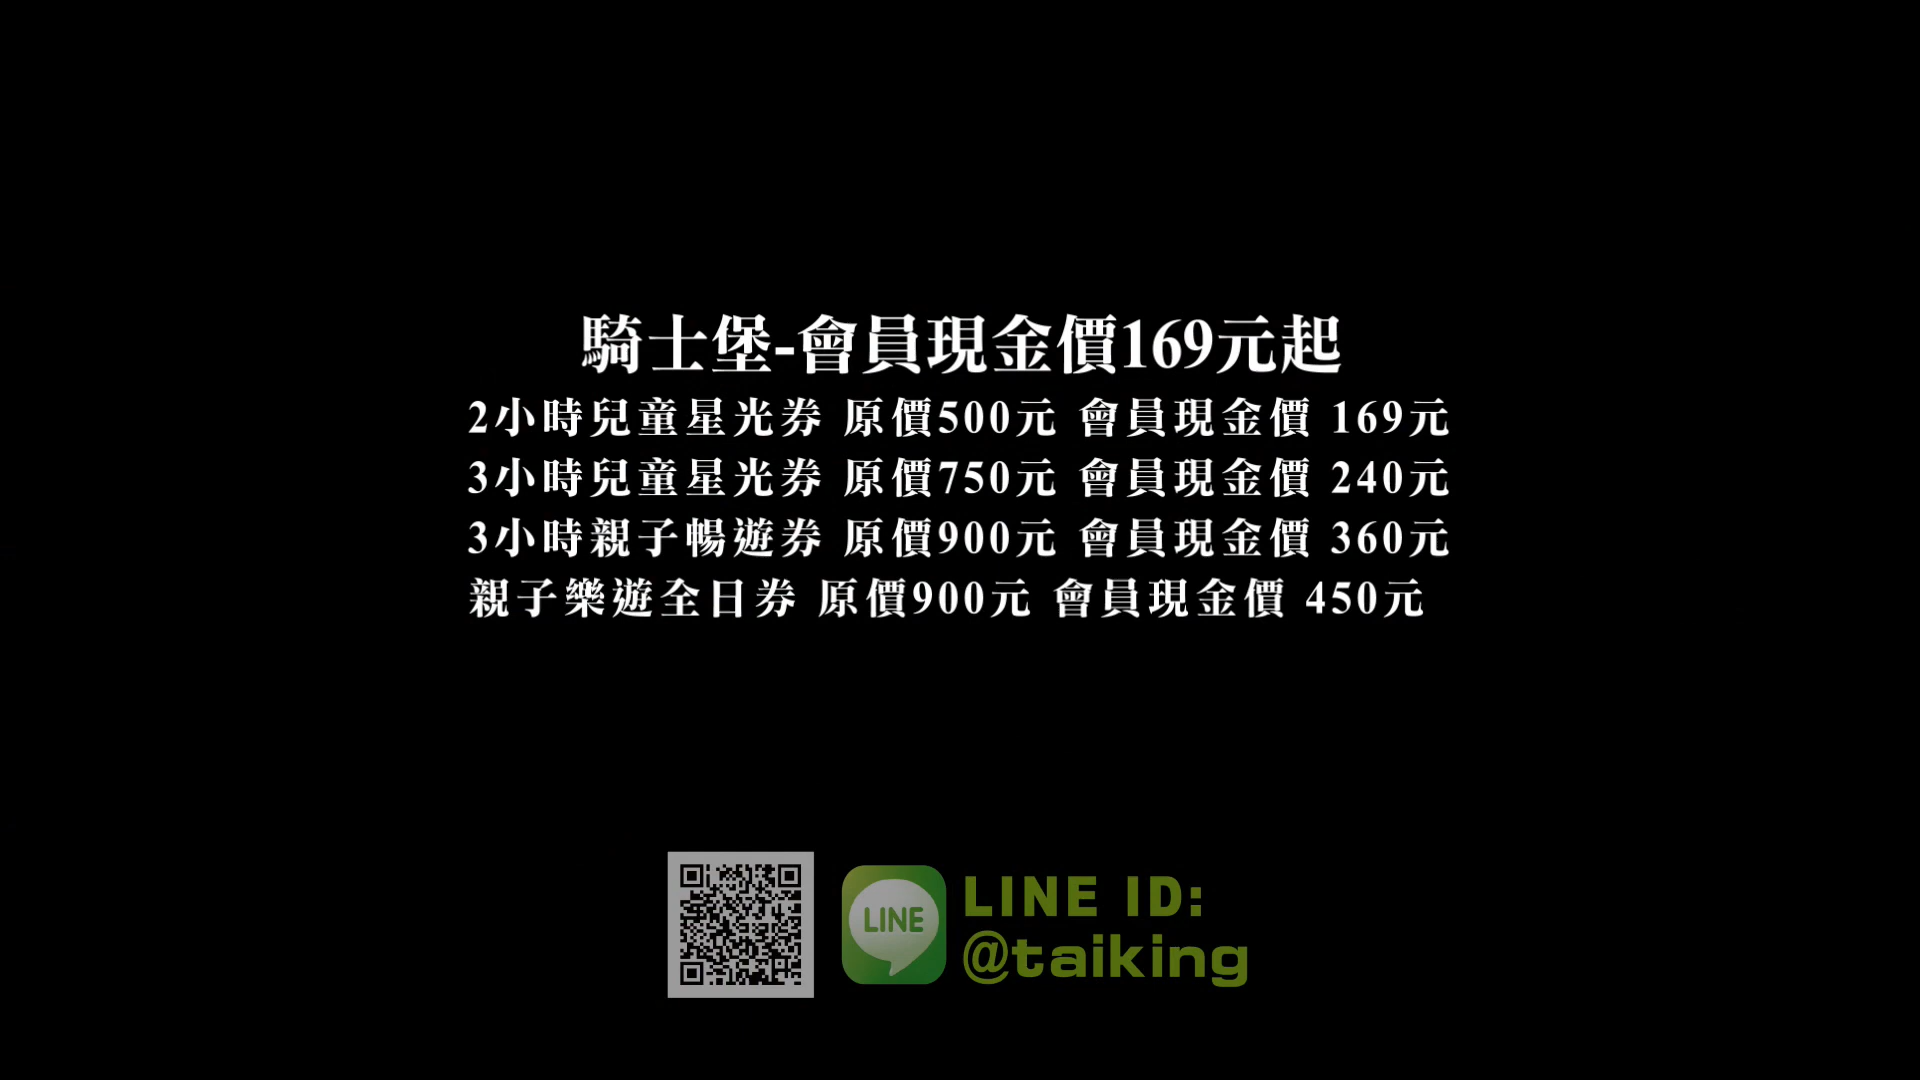 騎士堡-會員現金價169元起
2小時兒童星光券 原價500元 會員現金價 169元
3小時兒童星光券 原價750元 會員現金價 240元
3小時親子暢遊券 原價900元 會員現金價 360元
親子樂遊全日券 原價900元 會員現金價 450元
LINE
LINE ID:
@taiking